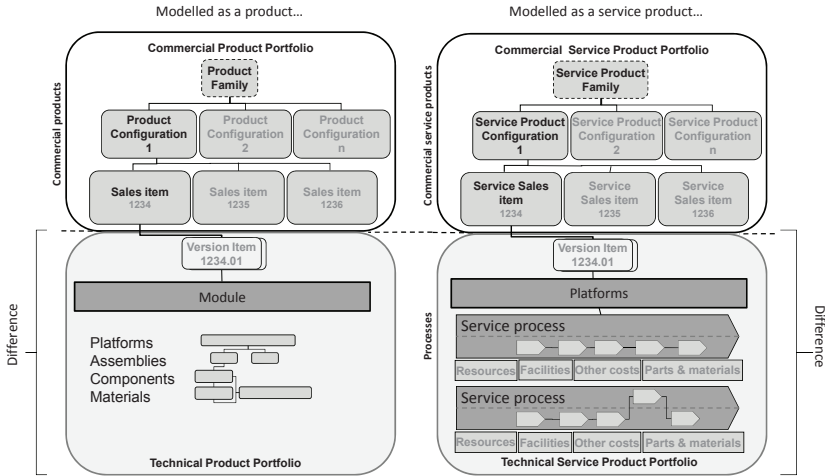 Modelled as a product…
Modelled as a service product…
Commercial Product Portfolio
Product
Family
Product
Configuration
1
Product
Configuration
2
Product
Configuration
n
Sales item
1234
Sales item
1235
Sales item
1236
Commercial products
Commercial Service Product Portfolio
Service Product
Family
Service Product
Configuration
1
Service Product
Configuration
2
Service Product
Configuration
n
Service Sales
item
1234
Service
Sales item
1235
Service
Sales item
1236
Commercial service products
Version Item
1234.01
Module
Platforms
Assemblies
Components
Materials
Technical Product Portfolio
Difference
Version Item
1234.01
Platforms
Service process
Resources
Facilities
Other costs
Parts & materials
Service process
Resources
Facilities
Other costs
Parts & materials
Technical Service Product Portfolio
Processes
Difference